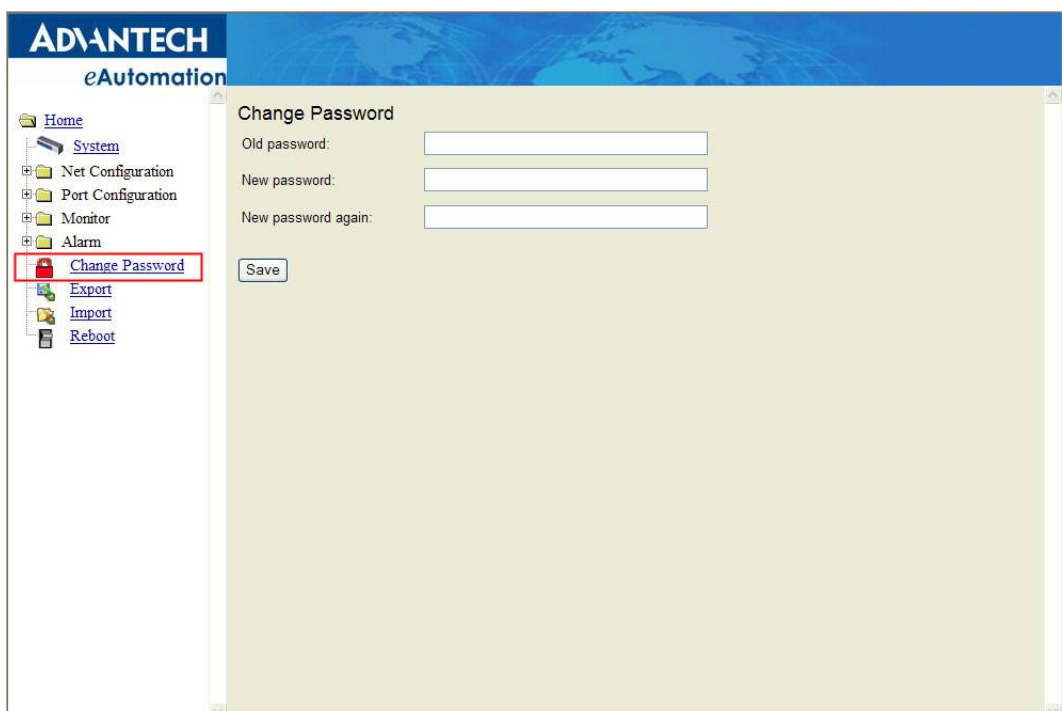 ADVANTECH
eAutomation
Home
System
Net Configuration
Port Configuration
Monitor
Alarm
Change Password
Export
Import
Reboot
Change Password
Old password:
New password:
New password again:
Save